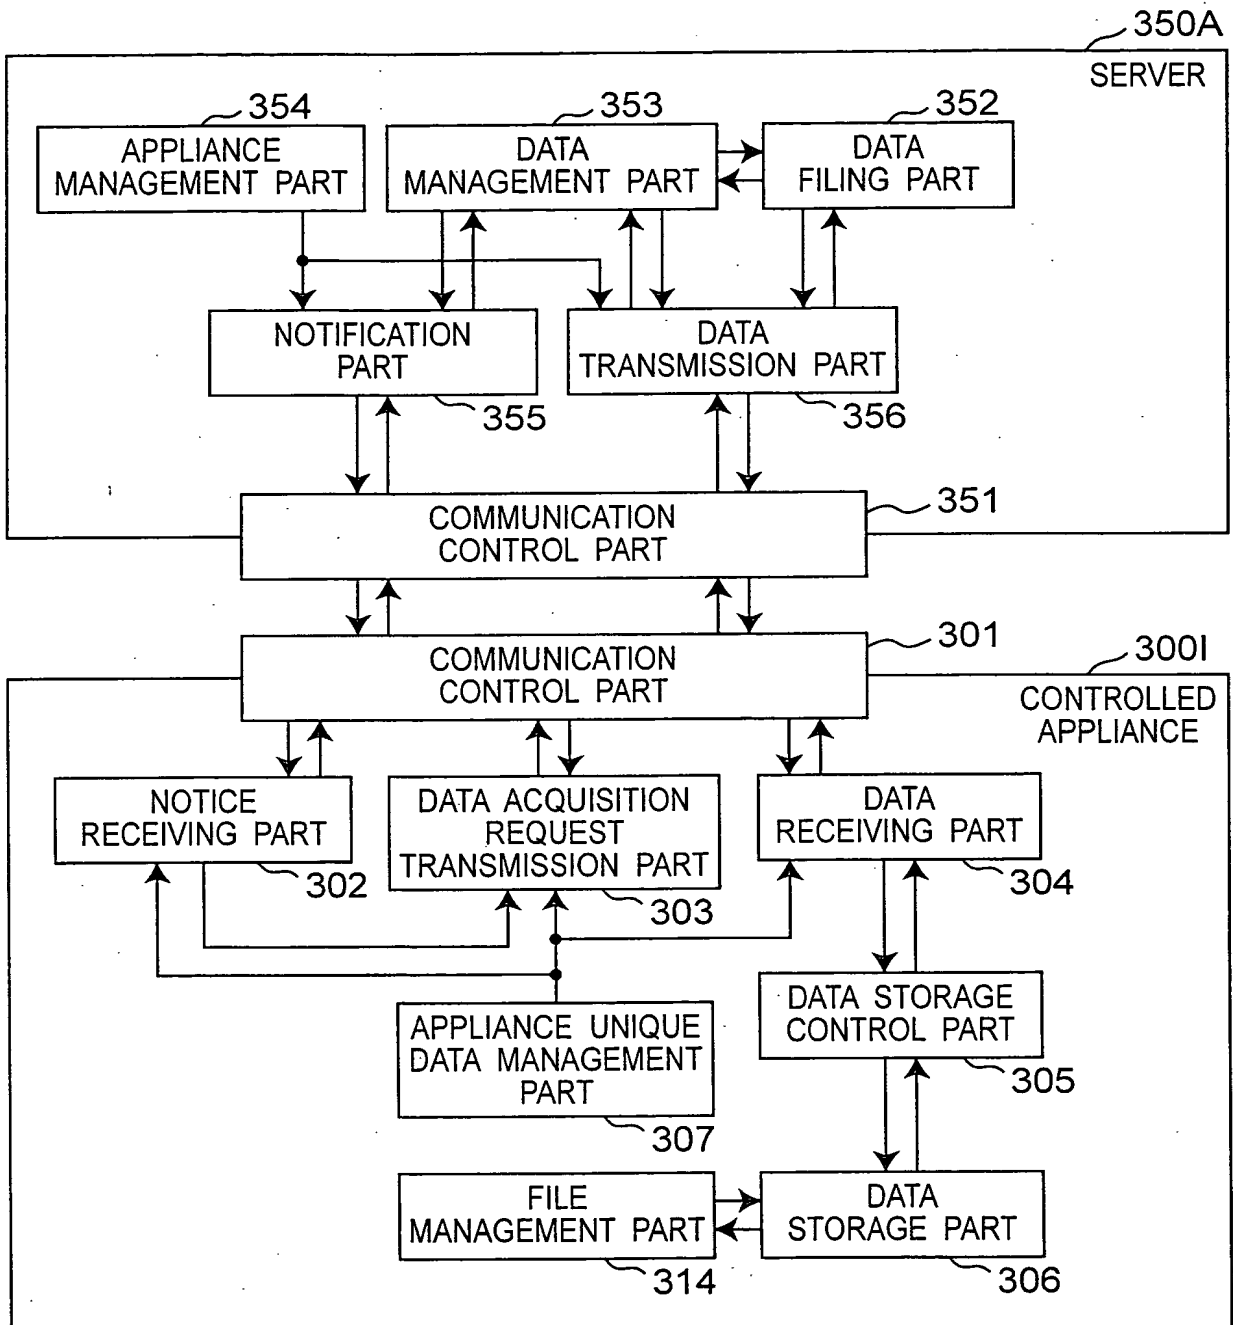 350A
SERVER
354
353
352
APPLIANCE
MANAGEMENT PART
DATA
MANAGEMENT PART
DATA
FILING PART
NOTIFICATION
PART
DATA
TRANSMISSION PART
355
356
COMMUNICATION
CONTROL PART
351
COMMUNICATION
CONTROL PART
301
300I
CONTROLLED
APPLIANCE
NOTICE
RECEIVING PART
DATA ACQUISITION
REQUEST
TRANSMISSION PART
DATA
RECEIVING PART
302
303
304
APPLIANCE UNIQUE
DATA MANAGEMENT
PART
DATA STORAGE
CONTROL PART
307
305
FILE
MANAGEMENT PART
DATA
STORAGE PART
314
306